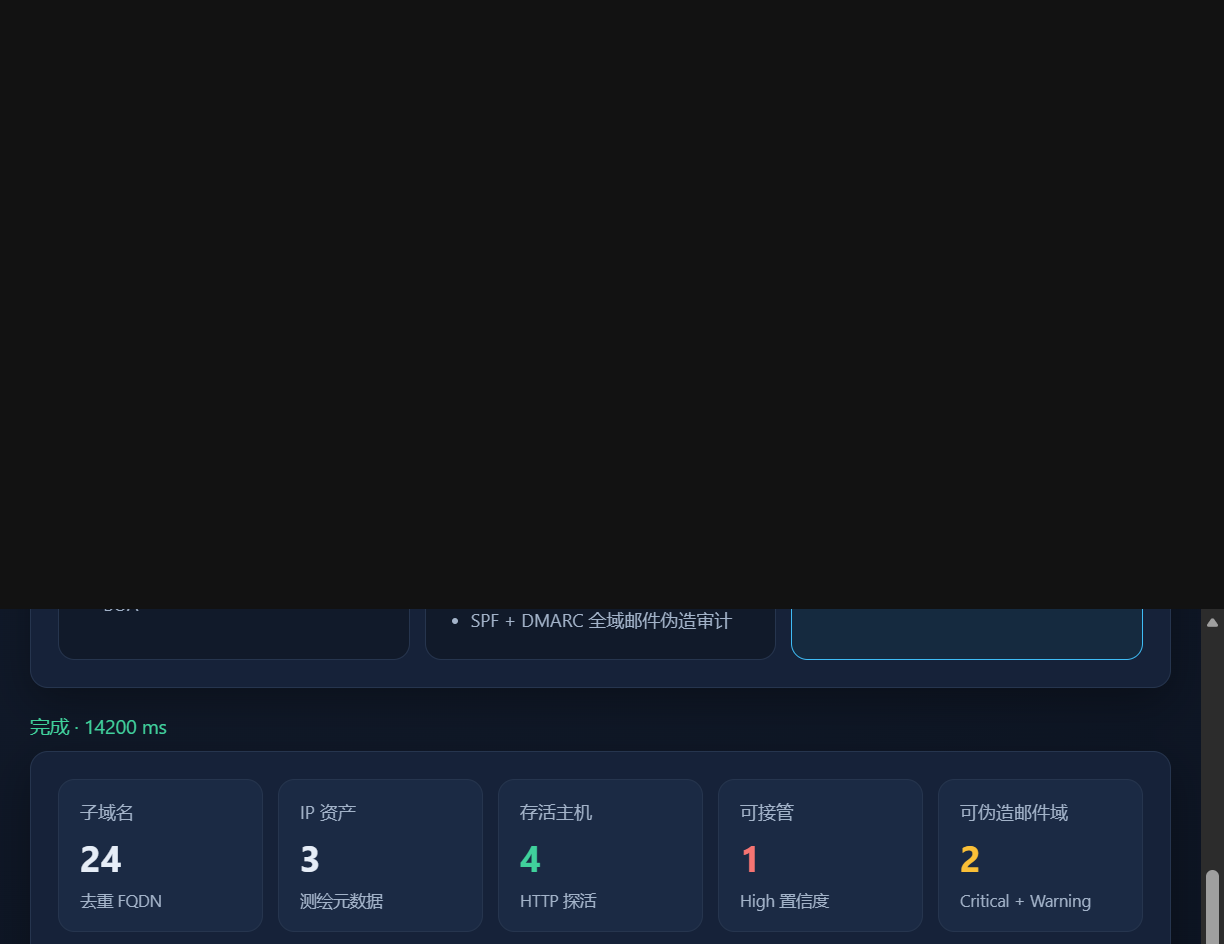 SPF + DMARC 全域邮件伪造审计
完成 · 14200 ms
子域名
24
去重 FQDN
IP 资产
3
测绘元数据
存活主机
4
HTTP 探活
可接管
1
High 置信度
可伪造邮件域
2
Critical + Warning